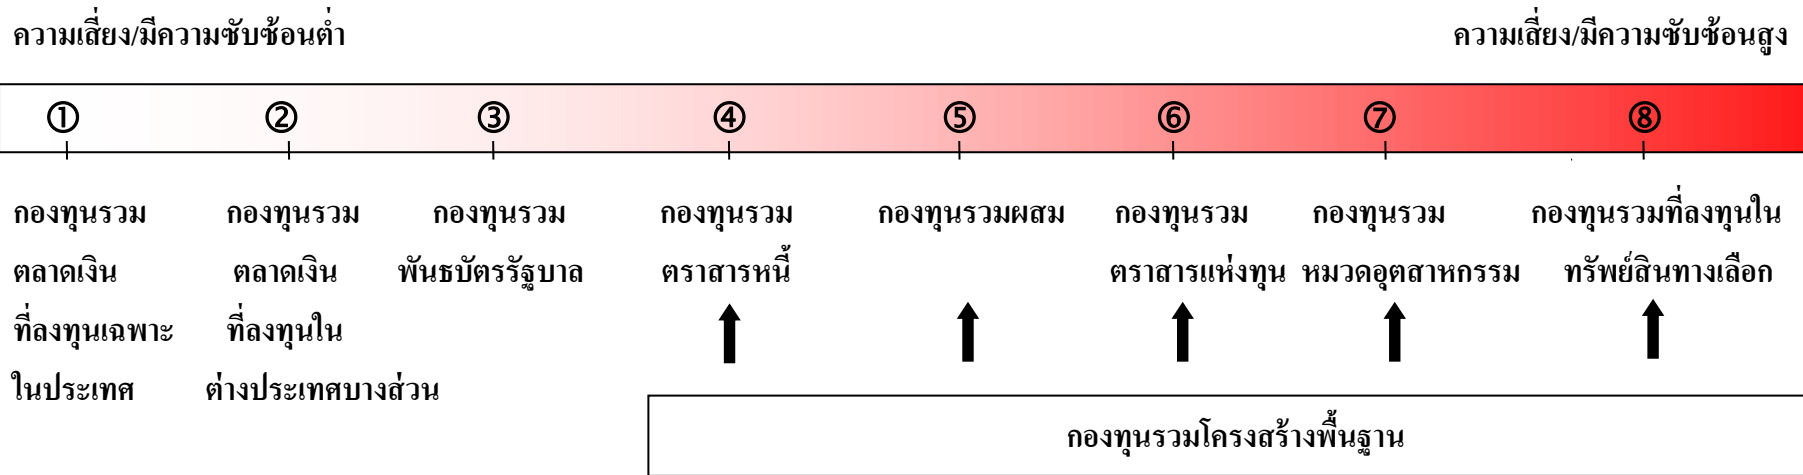 ความเสี่ยง/มีความซับซ้อนต่ำ ความเสี่ยง/มีความซับซ้อนสูง
① ② ③ ④ ⑤ ⑥ ⑦ ⑧
กองทุนรวม กองทุนรวม กองทุนรวม กองทุนรวม กองทุนรวมผสม กองทุนรวม กองทุนรวม กองทุนรวมที่ลงทุนใน
ตลาดเงิน ตลาดเงิน พันธบัตรรัฐบาล ตราสารหนี้ ตราสารแห่งทุน หมวดอุตสาหกรรม ทรัพย์สินทางเลือก
ที่ลงทุนเฉพาะ ที่ลงทุนใน
ในประเทศ ต่างประเทศบางส่วน
กองทุนรวมโครงสร้างพื้นฐาน